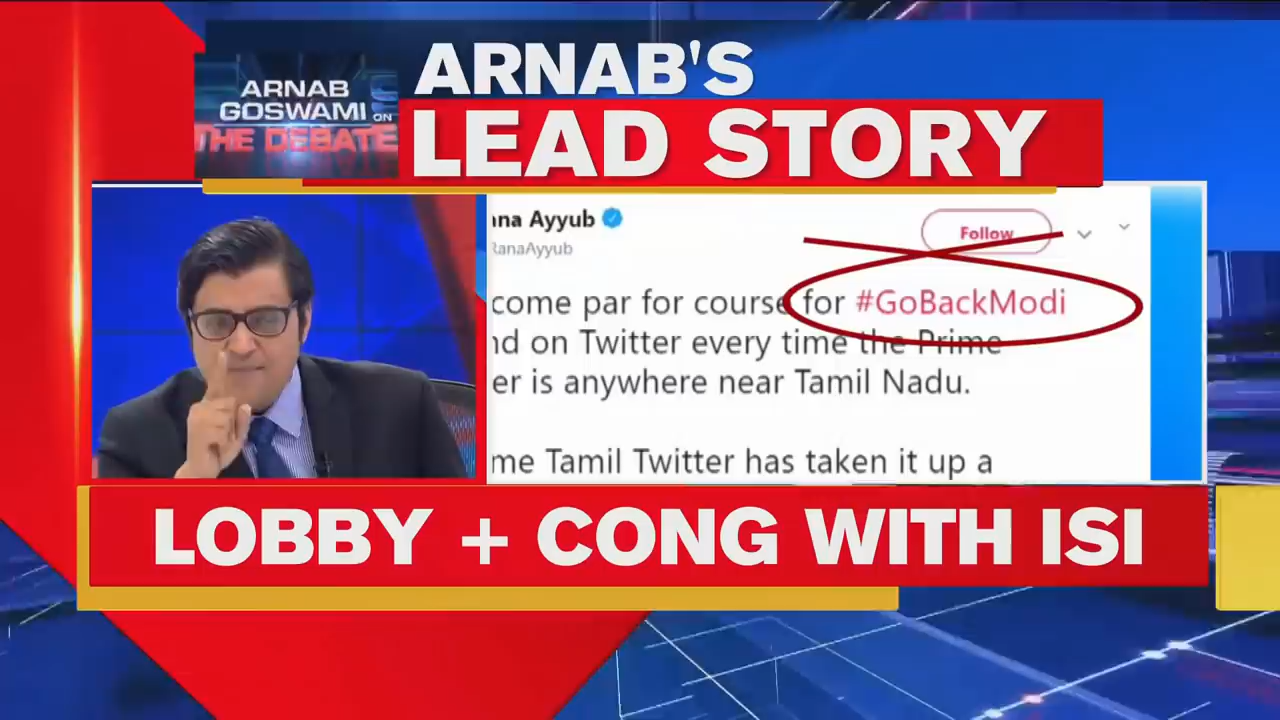 ARNAB
GOSWAMI ON
THE DEBATE
ARNAB'S
LEAD STORY
na Ayyub
RanaAyyub
Follow
come par for course for #GoBackModi
nd on Twitter every time the Prime
er is anywhere near Tamil Nadu.
me Tamil Twitter has taken it up a
LOBBY + CONG WITH ISI